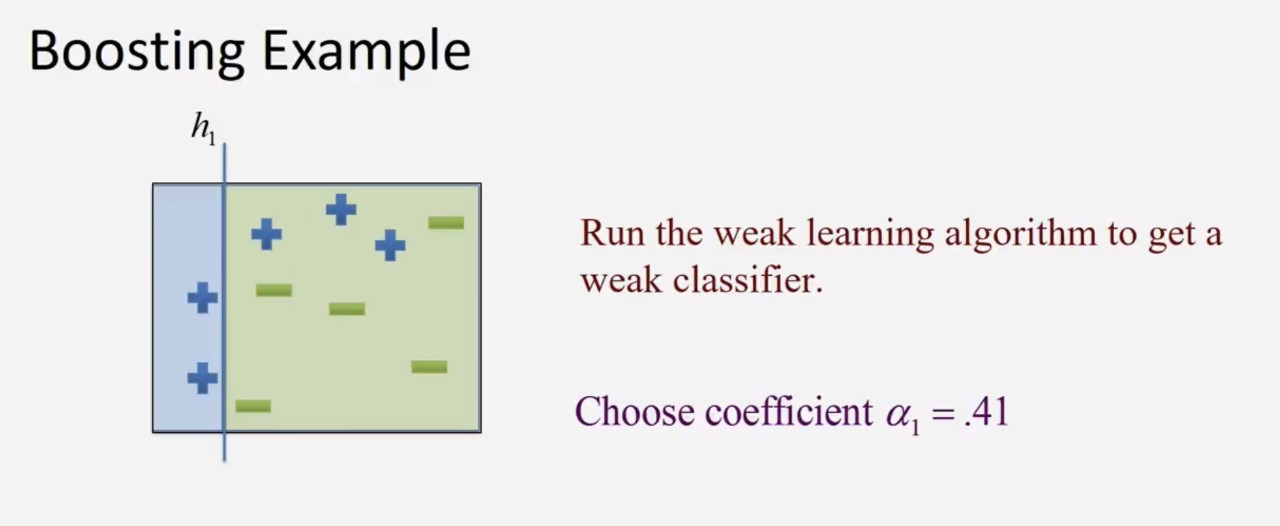 Boosting Example
h₁
Run the weak learning algorithm to get a
weak classifier.
Choose coefficient α₁ = .41